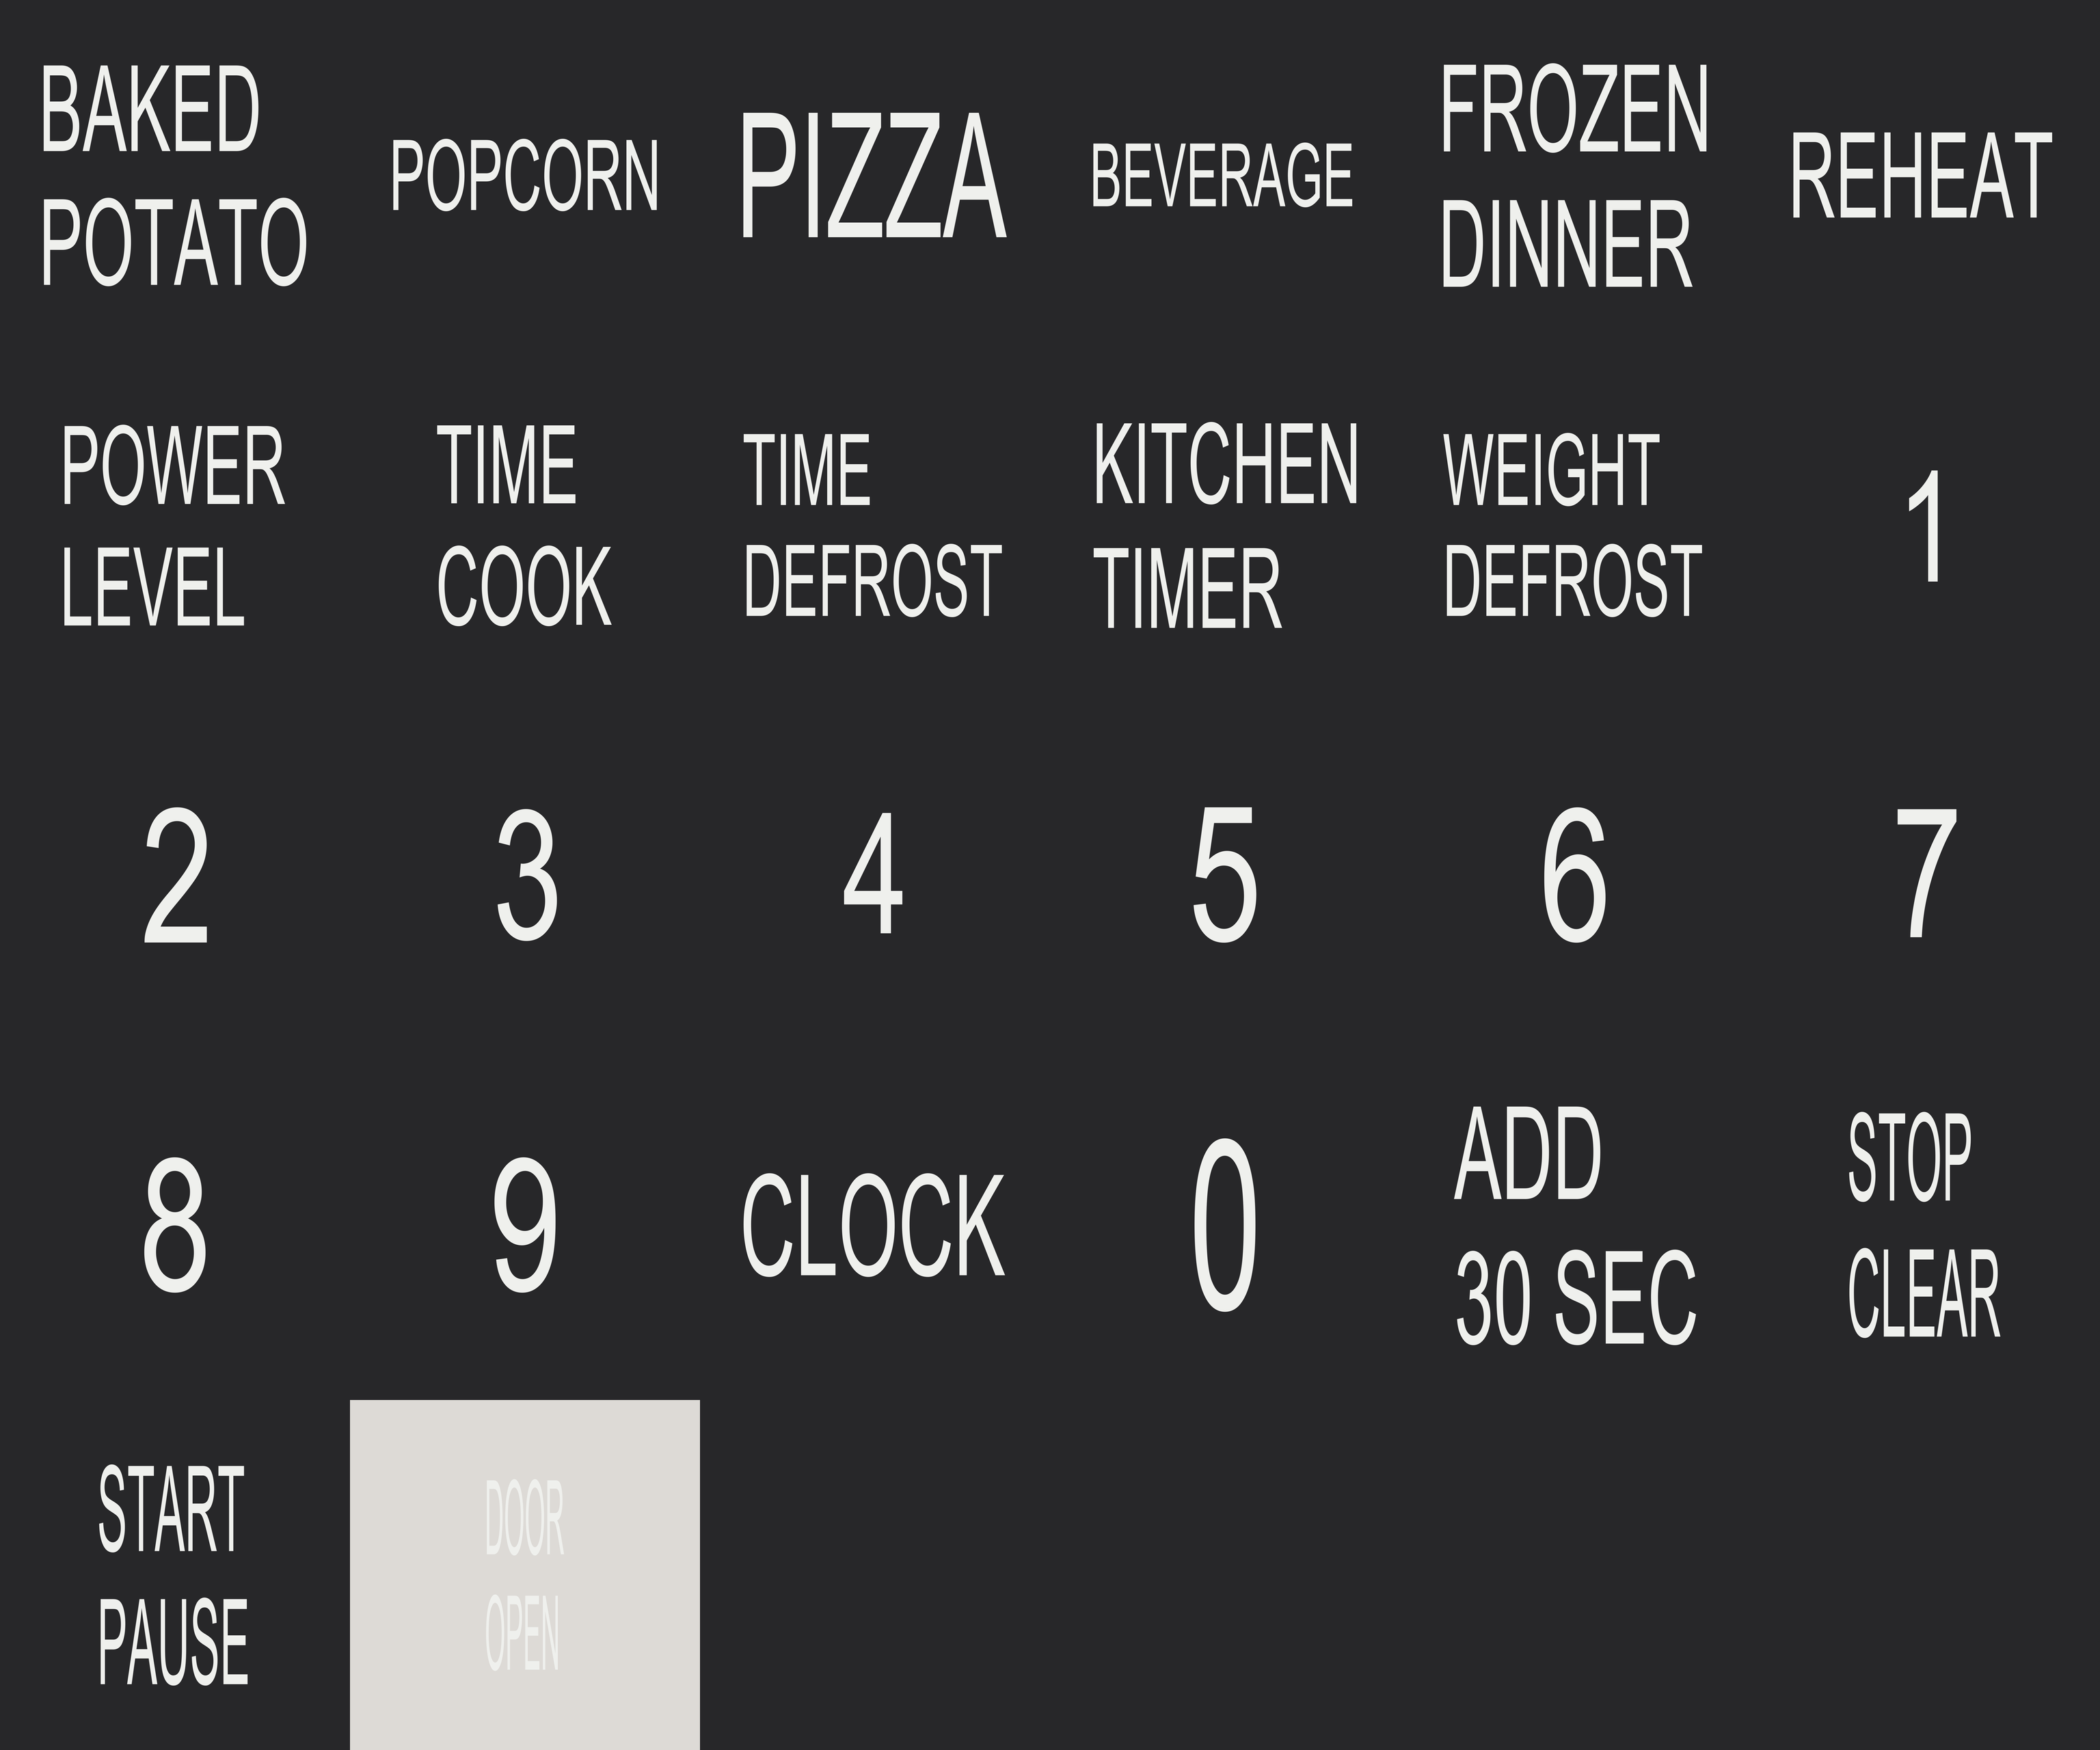 BAKED
POTATO
POPCORN
PIZZA
BEVERAGE
FROZEN
DINNER
REHEAT
POWER
LEVEL
TIME
COOK
TIME
DEFROST
KITCHEN
TIMER
WEIGHT
DEFROST
1
2
3
4
5
6
7
8
9
CLOCK
0
ADD
30 SEC
STOP
CLEAR
START
PAUSE
DOOR
OPEN